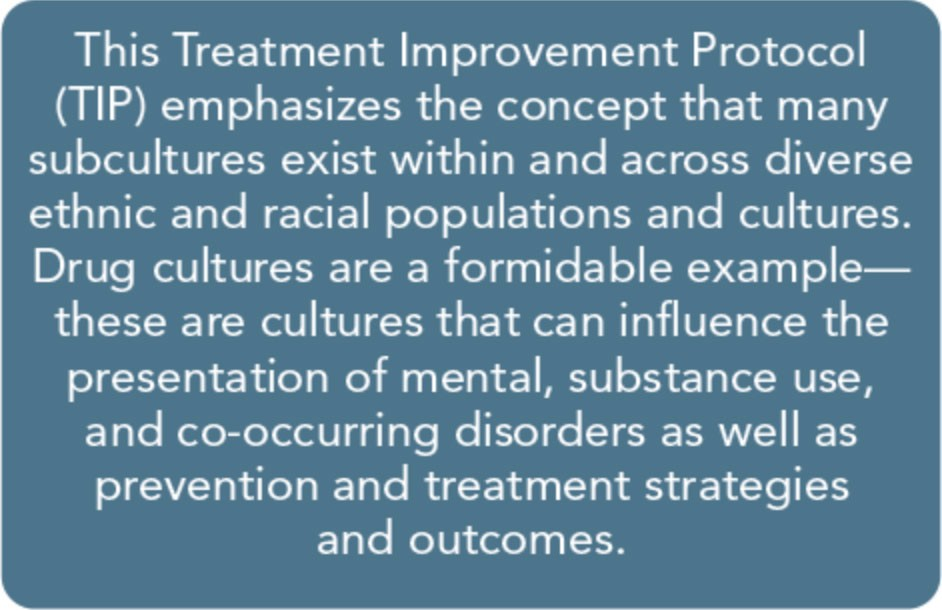 This Treatment Improvement Protocol
(TIP) emphasizes the concept that many
subcultures exist within and across diverse
ethnic and racial populations and cultures.
Drug cultures are a formidable example—
these are cultures that can influence the
presentation of mental, substance use,
and co-occurring disorders as well as
prevention and treatment strategies
and outcomes.